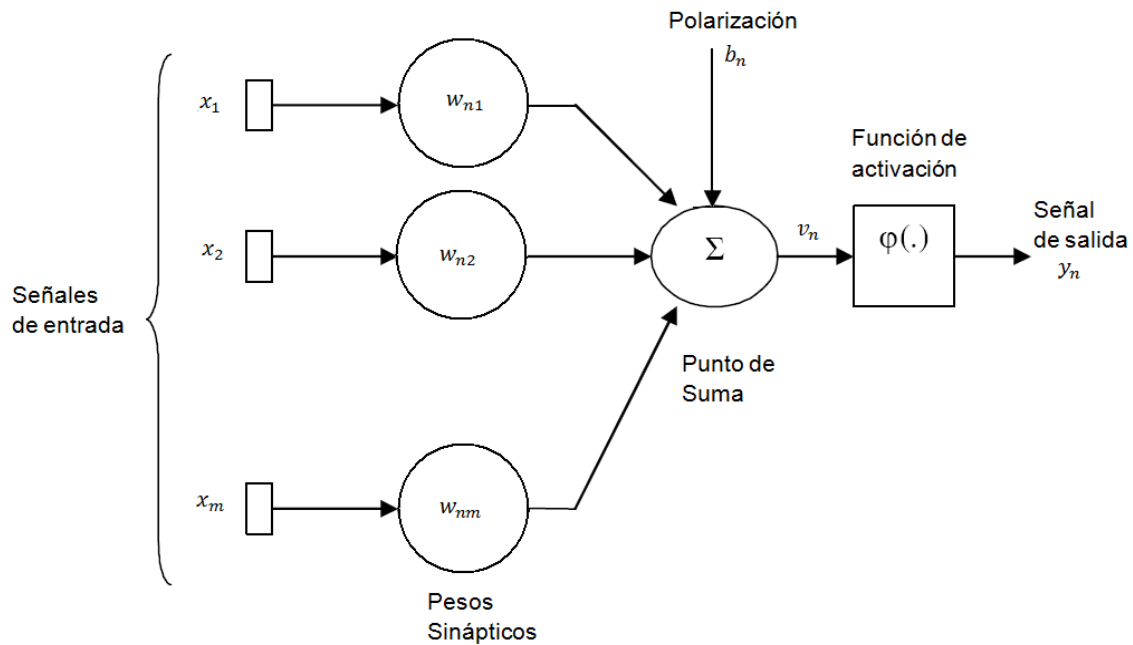 Polarización
b_n
x_1
w_n1
Función de
activación
Señal
de salida
y_n
x_2
w_n2
Σ
v_n
φ(.)
Señales
de entrada
Punto de
Suma
x_m
w_nm
Pesos
Sinápticos